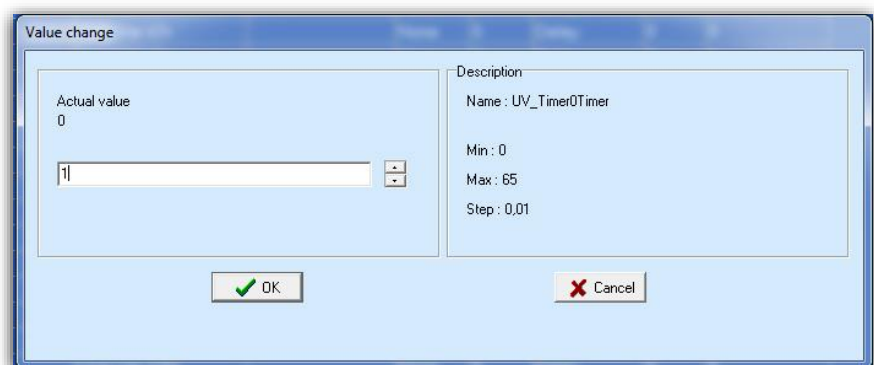 Value change
Actual value
0
1
Description
Name : UV_Timer0Timer
Min : 0
Max : 65
Step : 0,01
OK
Cancel